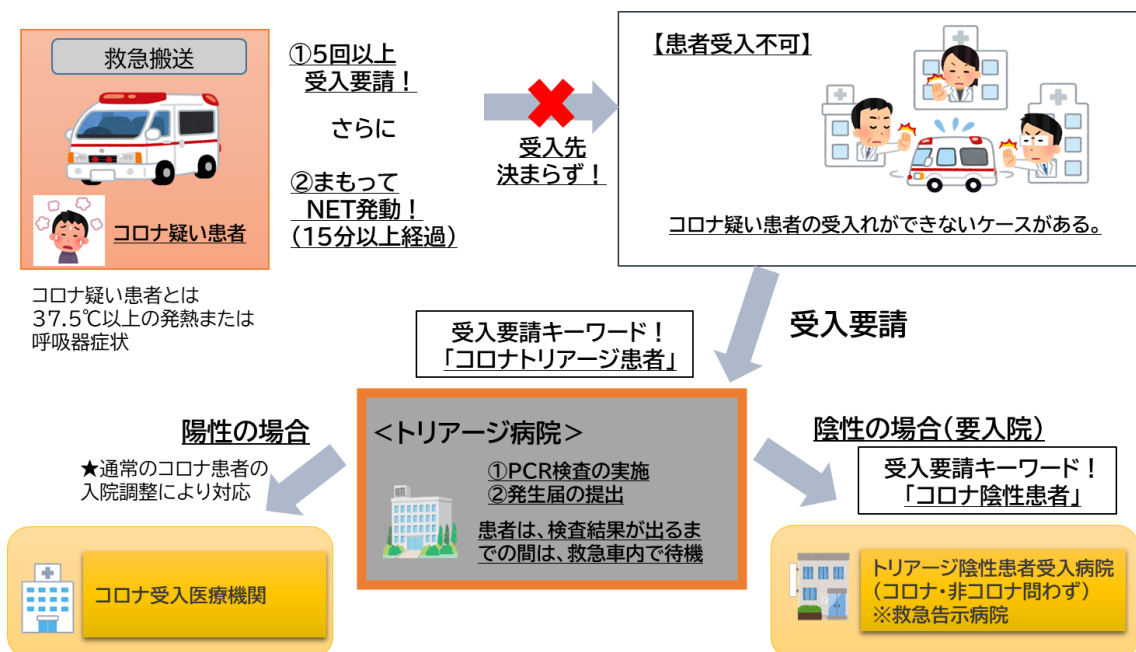 救急搬送
コロナ疑い患者
コロナ疑い患者とは
37.5℃以上の発熱または
呼吸器症状
①5回以上
受入要請！
さらに
②まもって
NET発動！
(15分以上経過)
受入先
決まらず！
【患者受入不可】
コロナ疑い患者の受入れができないケースがある。
受入要請
受入要請キーワード！
「コロナトリアージ患者」
＜トリアージ病院＞
①PCR検査の実施
②発生届の提出
患者は、検査結果が出るま
での間は、救急車内で待機
陽性の場合
★通常のコロナ患者の
入院調整により対応
コロナ受入医療機関
陰性の場合(要入院)
受入要請キーワード！
「コロナ陰性患者」
トリアージ陰性患者受入病院
(コロナ・非コロナ問わず)
※救急告示病院